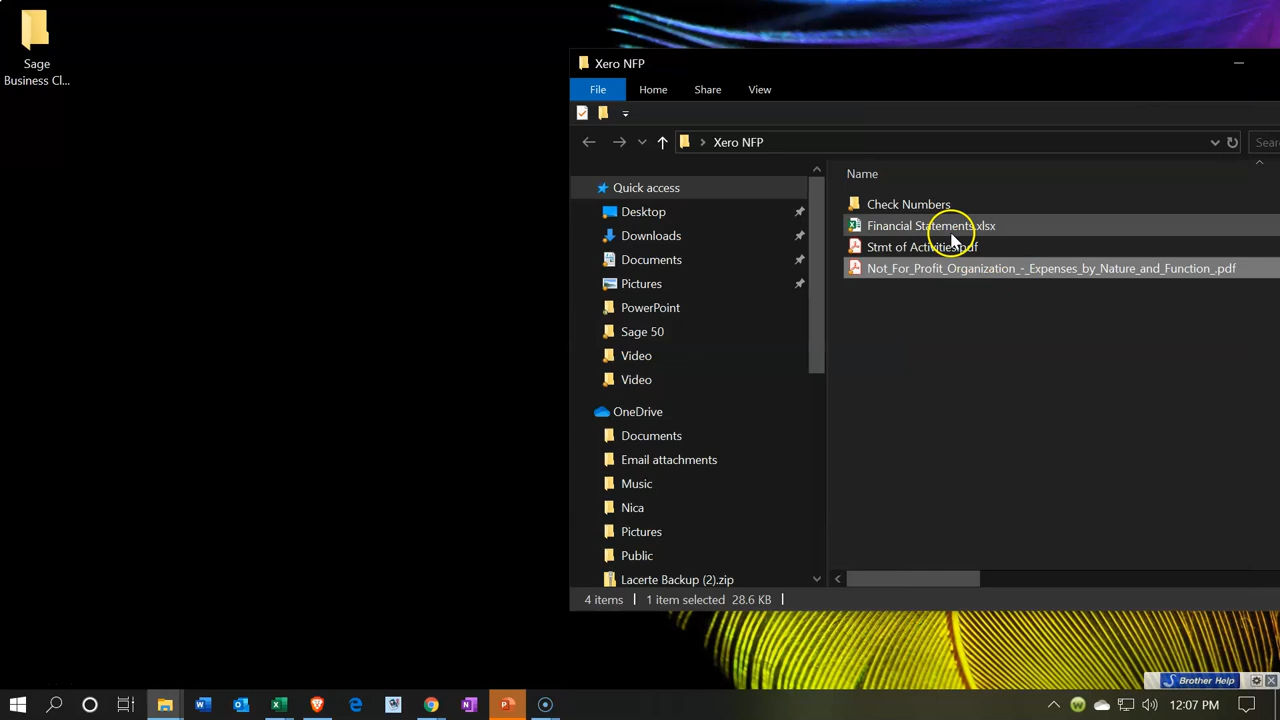 Sage
Business Cl...
Xero NFP
File
Home
Share
View
Xero NFP
Sear
Name
Quick access
Desktop
Downloads
Documents
Pictures
PowerPoint
Sage 50
Video
Video
OneDrive
Documents
Email attachments
Music
Nica
Pictures
Public
Lacerte Backup (2).zip
Check Numbers
Financial Statements.xlsx
Stmt of Activities.pdf
Not_For_Profit_Organization_-_Expenses_by_Nature_and_Function_.pdf
4 items
1 item selected 28.6 KB
Brother Help
12:07 PM